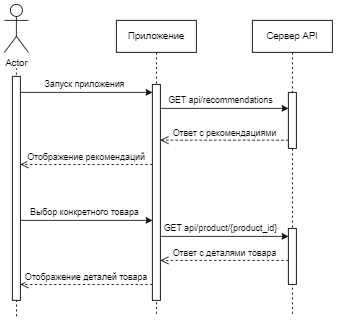 Приложение
Сервер API
Actor
Запуск приложения
GET api/recommendations
Ответ с рекомендациями
Отображение рекомендаций
Выбор конкретного товара
GET api/product/{product_id}
Ответ с деталями товара
Отображение деталей товара